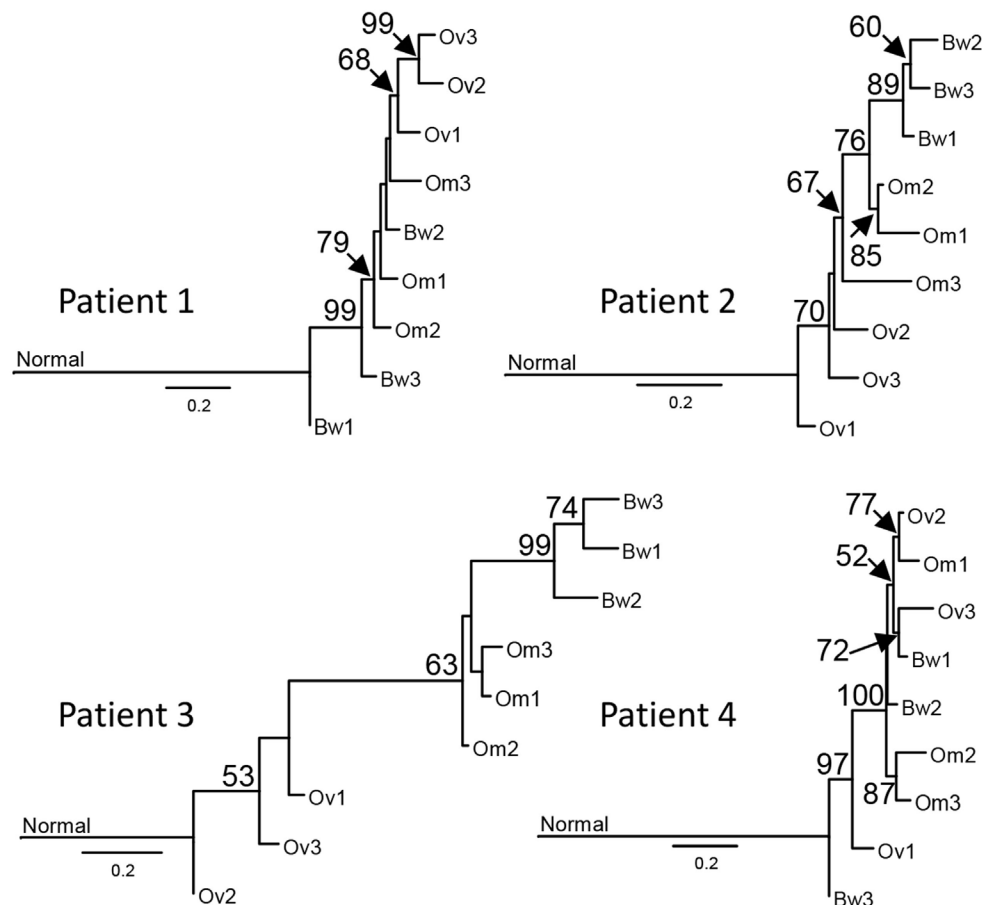 99
Ov3
68
Ov2
Ov1
Om3
Bw2
79
Om1
Patient 1
99
Om2
Normal
Bw3
0.2
Bw1
60
Bw2
89
Bw3
76
Bw1
67
Om2
85
Om1
Patient 2
Om3
70
Ov2
Normal
Ov3
0.2
Ov1
74
Bw3
99
Bw1
Bw2
Om3
63
Om1
Patient 3
Om2
53
Ov1
Normal
Ov3
0.2
Ov2
77
Ov2
52
Om1
Ov3
72
Bw1
100
Bw2
Patient 4
97
Om2
87
Om3
Normal
Ov1
0.2
Bw3